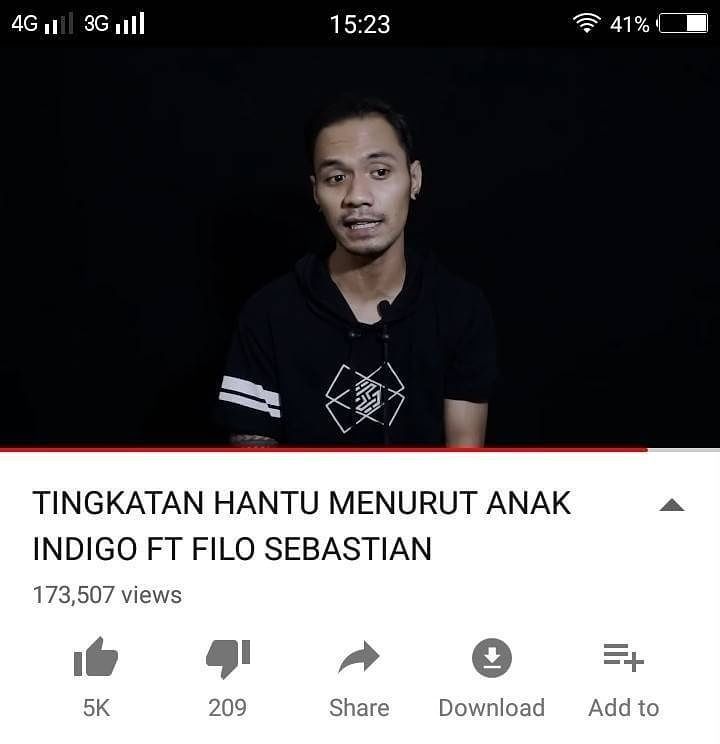 4G 3G 15:23 41%
TINGKATAN HANTU MENURUT ANAK
INDIGO FT FILO SEBASTIAN
173,507 views
5K 209 Share Download Add to